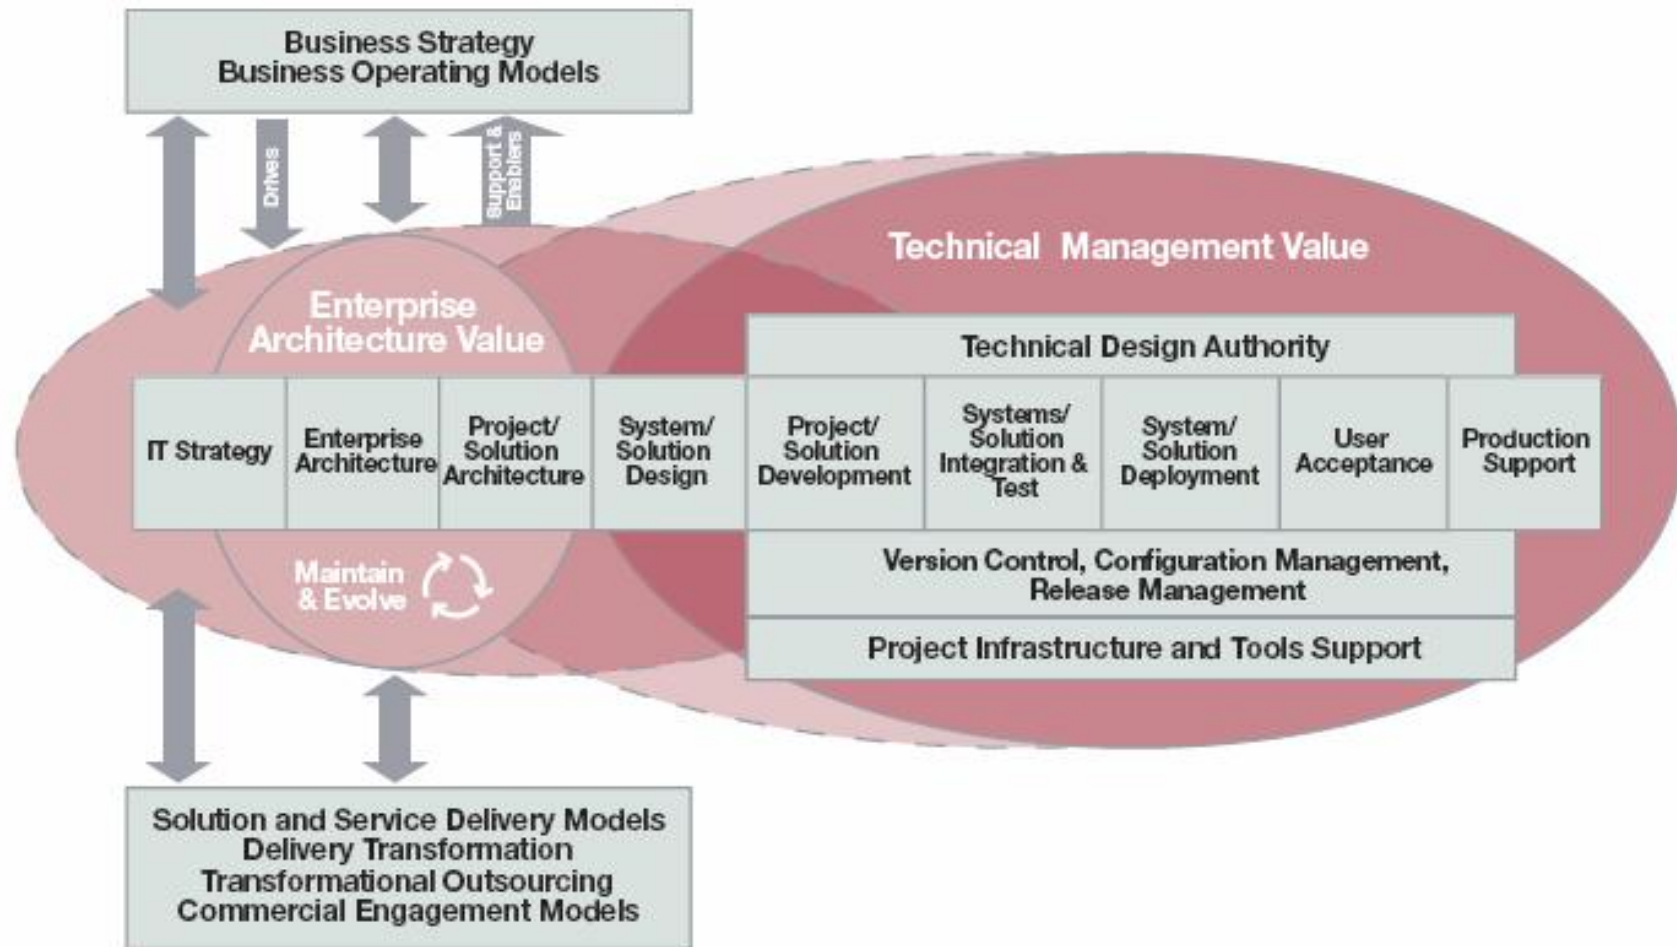 Business Strategy
Business Operating Models
Drives
Support &
Enablers
Technical Management Value
Enterprise
Architecture Value
Technical Design Authority
IT Strategy
Enterprise
Architecture
Project/
Solution
Architecture
System/
Solution
Design
Project/
Solution
Development
Systems/
Solution
Integration &
Test
System/
Solution
Deployment
User
Acceptance
Production
Support
Maintain
& Evolve
Version Control, Configuration Management,
Release Management
Project Infrastructure and Tools Support
Solution and Service Delivery Models
Delivery Transformation
Transformational Outsourcing
Commercial Engagement Models